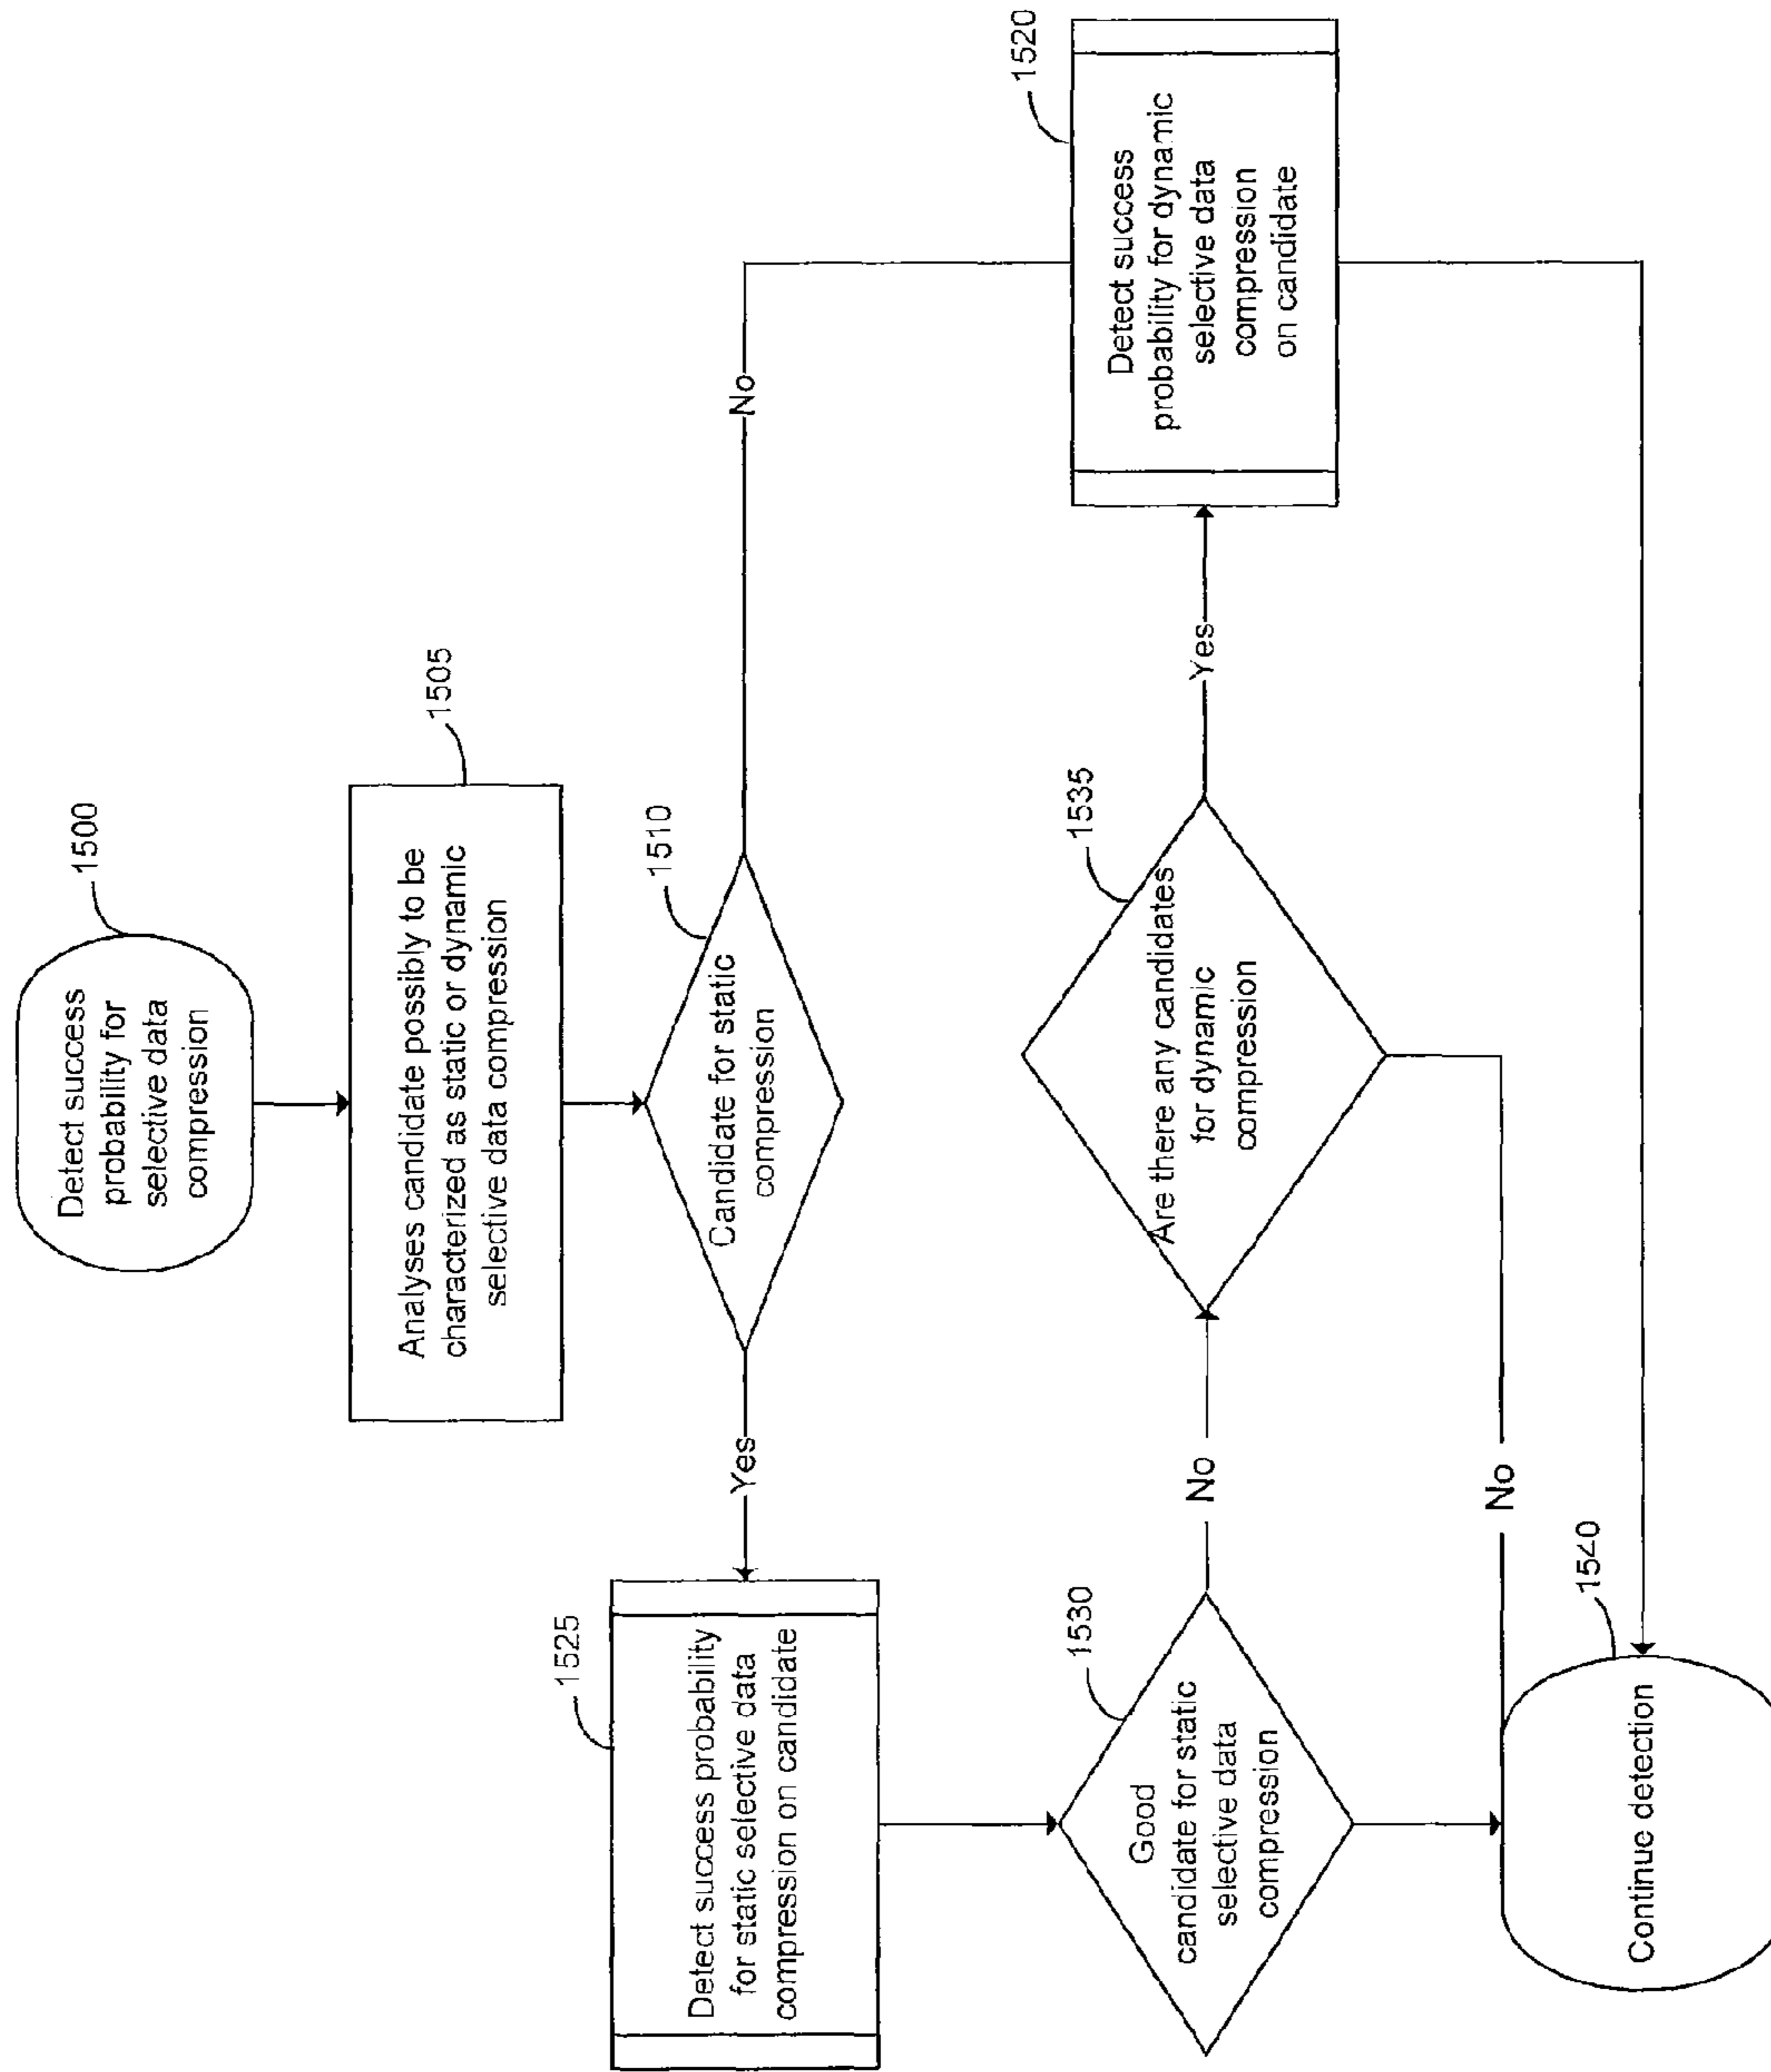 Detect success
probability for
selective data
compression
1500
Analyses candidate possibly to be
characterized as static or dynamic
selective data compression
1505
Candidate for static
compression
1510
Yes
No
Detect success probability
for static selective data
compression on candidate
1525
Good
candidate for static
selective data
compression
1530
No
Are there any candidates
for dynamic
compression
1535
Yes
Detect success
probability for dynamic
selective data
compression
on candidate
1520
No
Continue detection
1540